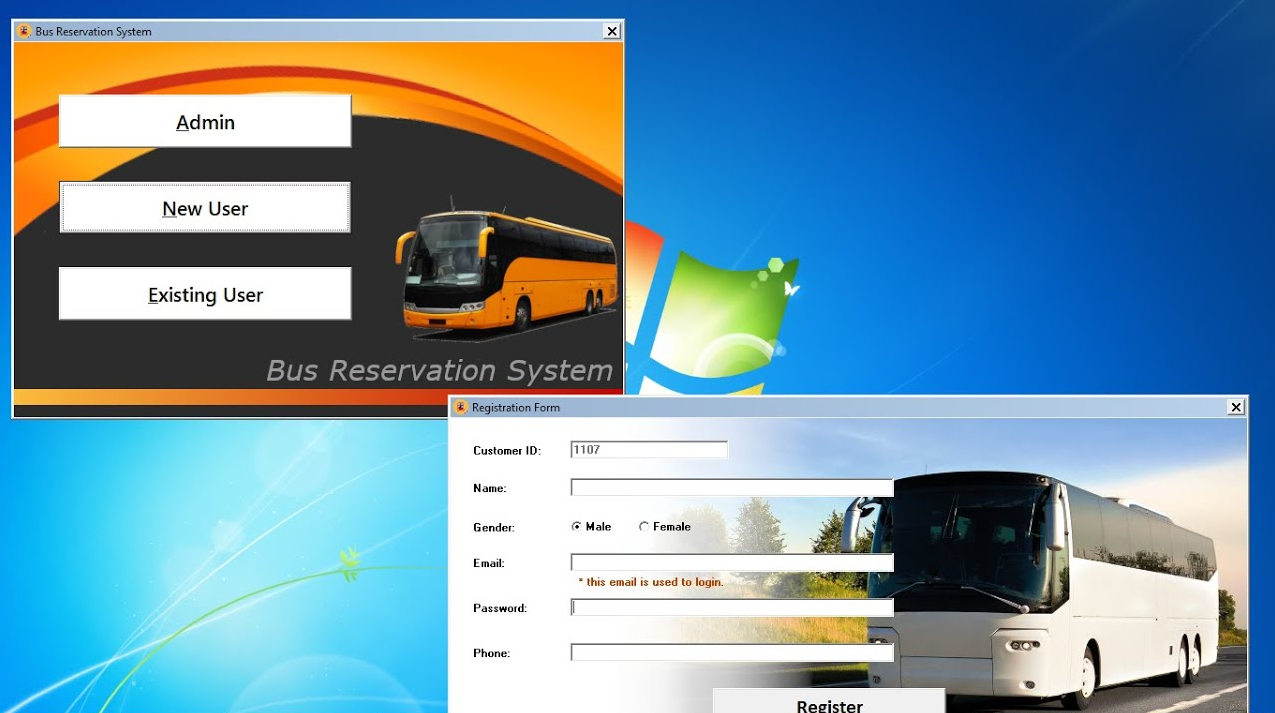 Bus Reservation System
Admin
New User
Existing User
Bus Reservation System
Registration Form
Customer ID: 1107
Name:
Gender: Male Female
Email:
* this email is used to login.
Password:
Phone:
Register